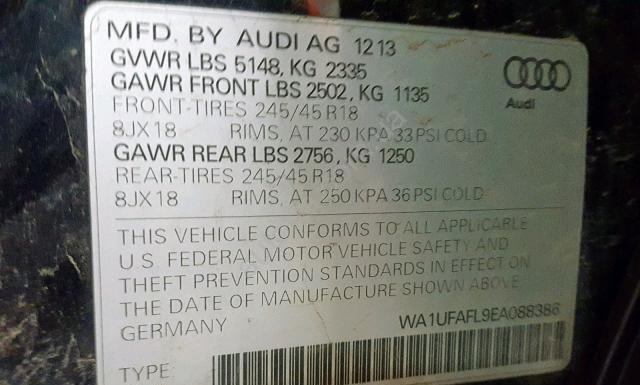 MFD. BY AUDI AG 1213
GVWR LBS 5148, KG 2335
GAWR FRONT LBS 2502, KG 1135
FRONT-TIRES 245/45 R18
8JX18 RIMS, AT 230 KPA 33 PSI COLD
GAWR REAR LBS 2756, KG 1250
REAR-TIRES 245/45 R18
8JX18 RIMS, AT 250 KPA 36 PSI COLD
Audi
THIS VEHICLE CONFORMS TO ALL APPLICABLE
U.S. FEDERAL MOTOR VEHICLE SAFETY AND
THEFT PREVENTION STANDARDS IN EFFECT ON
THE DATE OF MANUFACTURE SHOWN ABOVE
GERMANY WA1UFAFL9EA088386
TYPE: